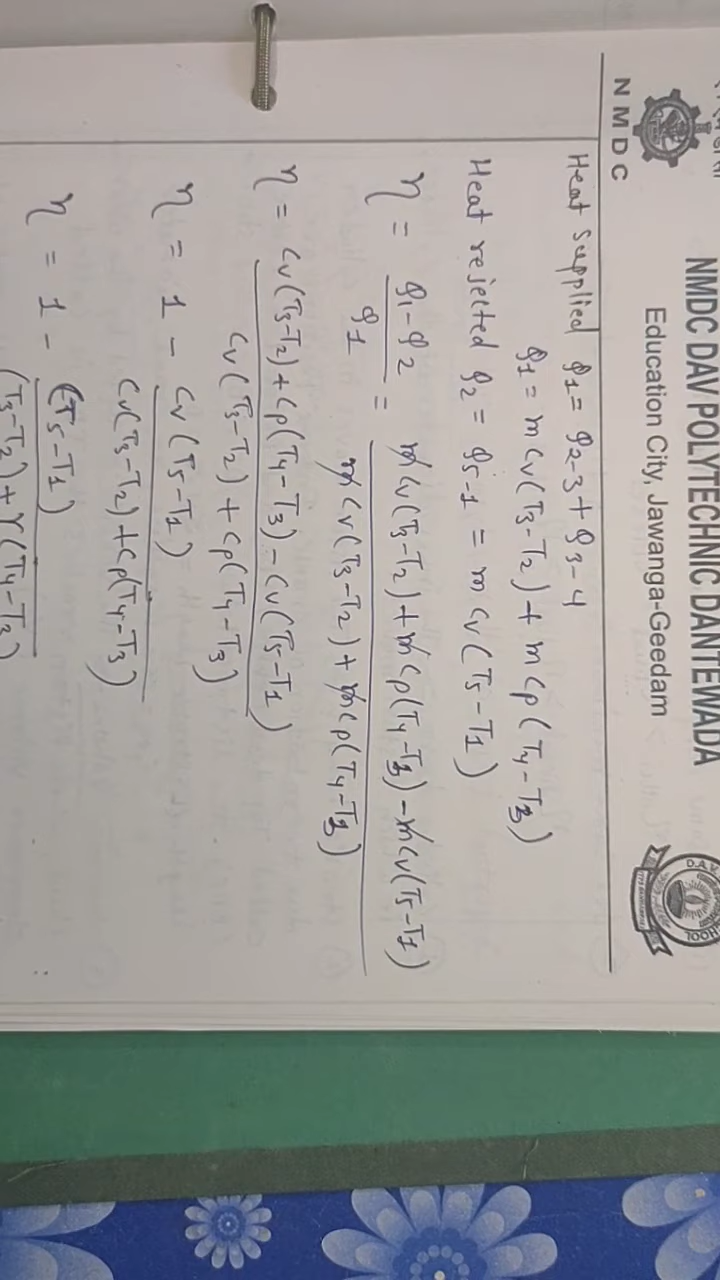 NMDC DAV POLYTECHNIC DANTEWADA
Education City, Jawanga-Geedam
NMDC
D.A.V.
Heat Supplied Q1 = Q2-3 + Q3-4
Q1 = m Cv(T3-T2) + m Cp(T4-T3)
Heat rejected Q2 = Q5-1 = m Cv(T5-T1)
η = Q1-Q2 / Q1 = m Cv(T3-T2) + m Cp(T4-T3) - m Cv(T5-T1) / m Cv(T3-T2) + m Cp(T4-T3)
η = Cv(T3-T2) + Cp(T4-T3) - Cv(T5-T1) / Cv(T3-T2) + Cp(T4-T3)
η = 1 - Cv(T5-T1) / Cv(T3-T2) + Cp(T4-T3)
η = 1 - (T5-T1) / (T3-T2) + γ(T4-T3)